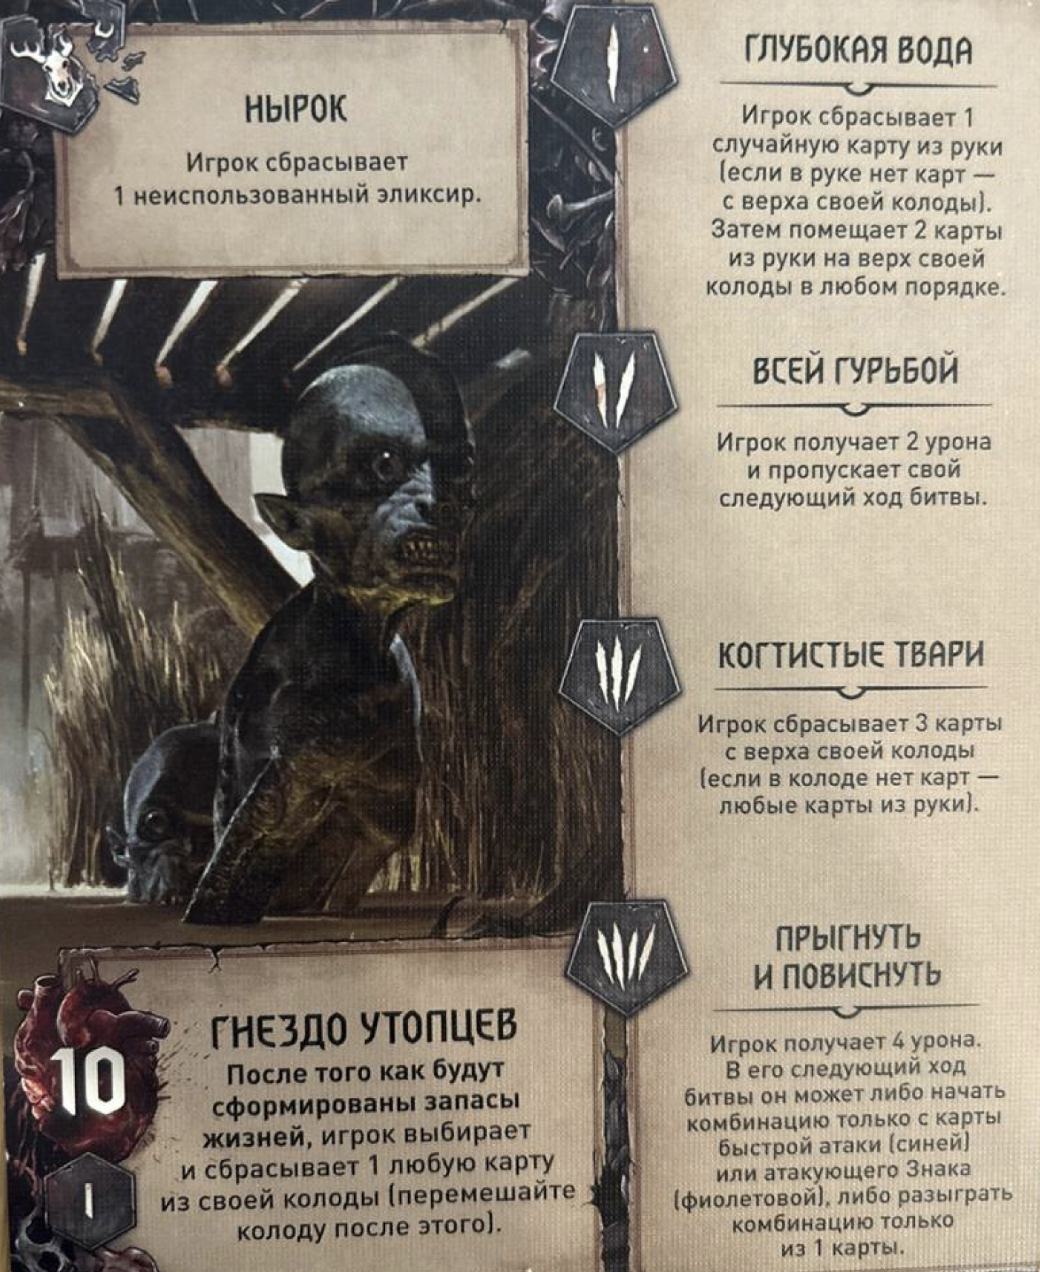 НЫРОК
Игрок сбрасывает
1 неиспользованный эликсир.
ГЛУБОКАЯ ВОДА
Игрок сбрасывает 1
случайную карту из руки
(если в руке нет карт —
с верха своей колоды).
Затем помещает 2 карты
из руки на верх своей
колоды в любом порядке.
ВСЕЙ ГУРЬБОЙ
Игрок получает 2 урона
и пропускает свой
следующий ход битвы.
КОГТИСТЫЕ ТВАРИ
Игрок сбрасывает 3 карты
с верха своей колоды
(если в колоде нет карт —
любые карты из руки).
ПРЫГНУТЬ
И ПОВИСНУТЬ
Игрок получает 4 урона.
В его следующий ход
битвы он может либо начать
комбинацию только с карты
быстрой атаки (синей)
или атакующего Знака
(фиолетовой), либо разыграть
комбинацию только
из 1 карты.
10
I
ГНЕЗДО УТОПЦЕВ
После того как будут
сформированы запасы
жизней, игрок выбирает
и сбрасывает 1 любую карту
из своей колоды (перемешайте
колоду после этого).